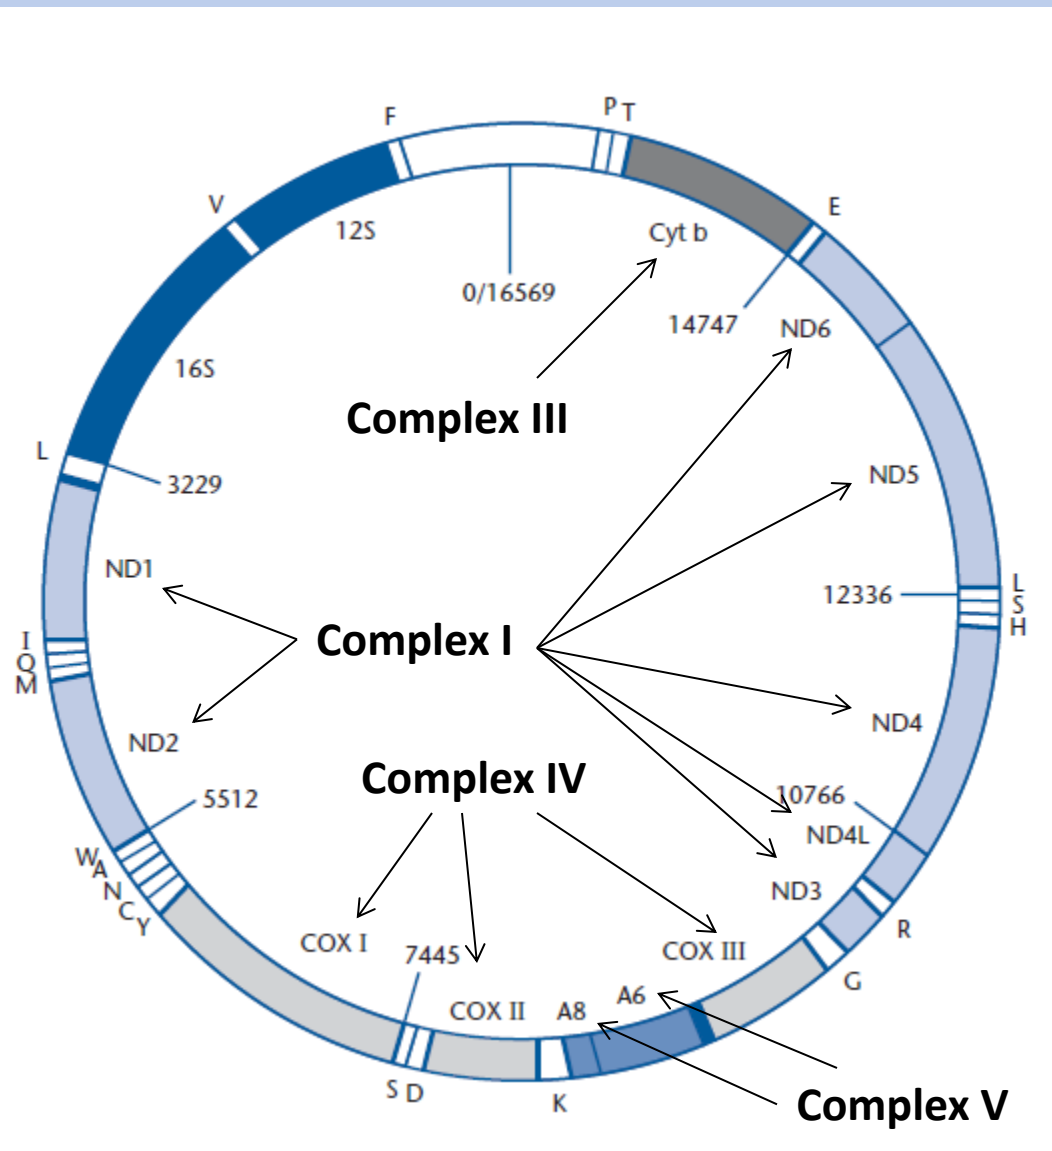 F
P T
V
E
12S
Cyt b
0/16569
14747
ND6
16S
Complex III
L
3229
ND5
ND1
12336
L
S
H
I
Q
M
Complex I
ND2
ND4
Complex IV
5512
10766
ND4L
W
A
N
C
Y
ND3
R
COX I
7445
COX III
G
COX II
A8
A6
S D
K
Complex V